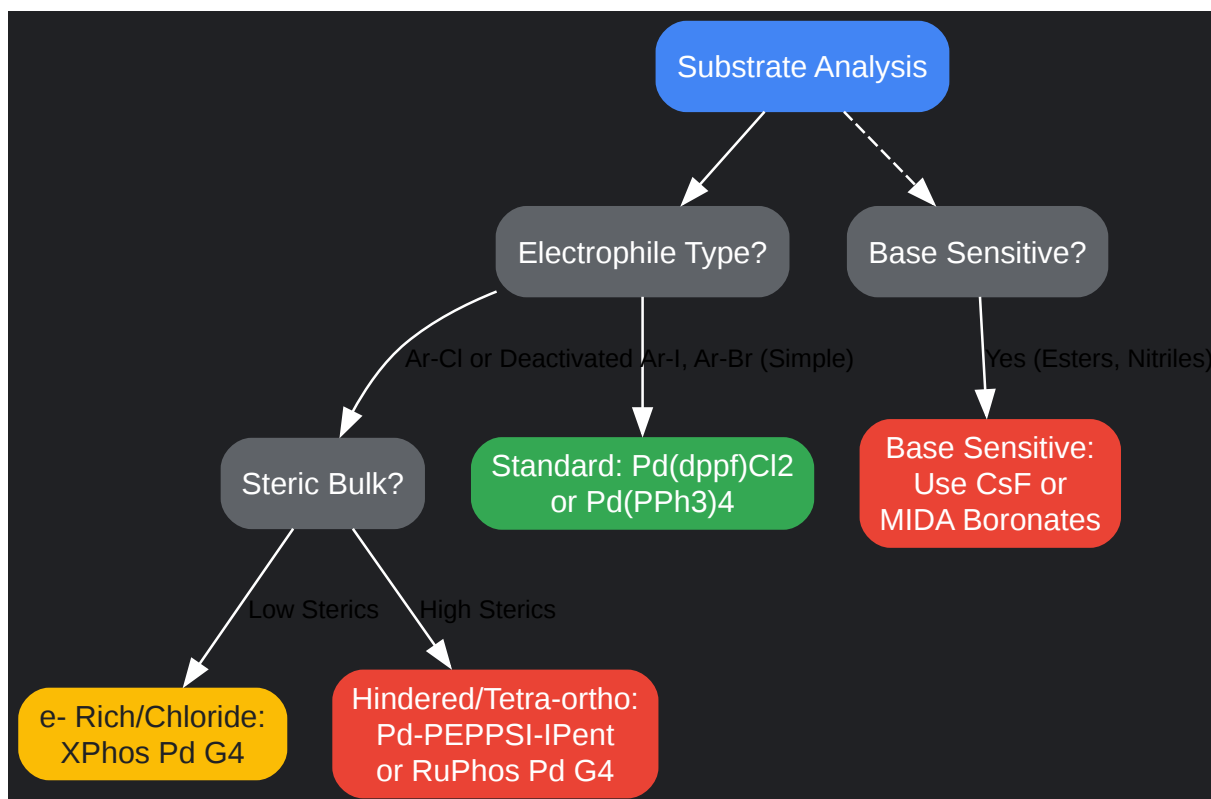 Substrate Analysis
Electrophile Type?
Base Sensitive?
Ar-Cl or Deactivated
Ar-I, Ar-Br (Simple)
Yes (Esters, Nitriles)
Steric Bulk?
Standard: Pd(dppf)Cl2
or Pd(PPh3)4
Base Sensitive:
Use CsF or
MIDA Boronates
Low Sterics
High Sterics
e- Rich/Chloride:
XPhos Pd G4
Hindered/Tetra-ortho:
Pd-PEPPSI-IPent
or RuPhos Pd G4